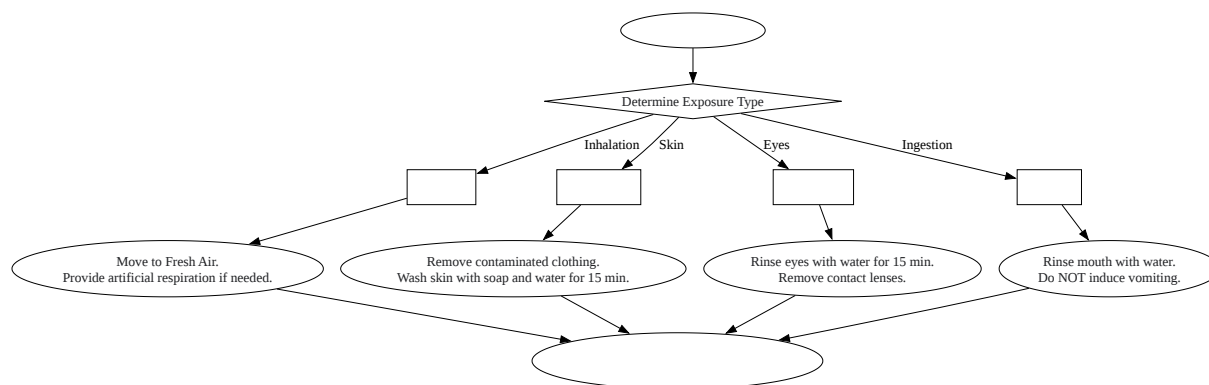 Determine Exposure Type
Inhalation
Skin
Eyes
Ingestion
Move to Fresh Air.
Provide artificial respiration if needed.
Remove contaminated clothing.
Wash skin with soap and water for 15 min.
Rinse eyes with water for 15 min.
Remove contact lenses.
Rinse mouth with water.
Do NOT induce vomiting.